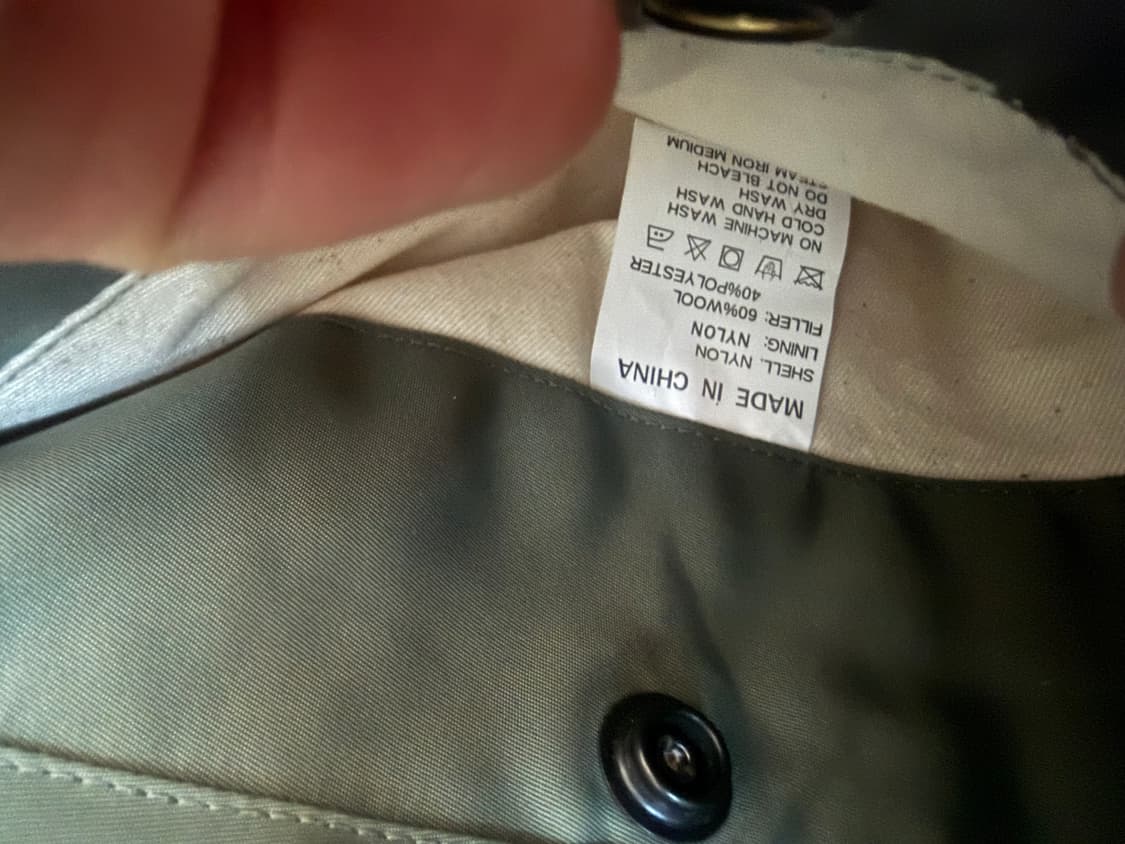 MADE İN CHINA
SHELL: NYLON
LINING: NYLON
FILLER: 60%WOOL
40%POLYESTER
NO MACHINE WASH
COLD HAND WASH
DRY WASH
DO NOT BLEACH
STEAM IRON MEDIUM